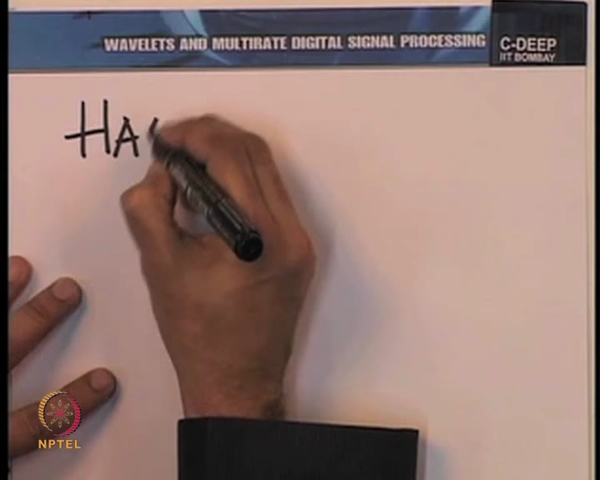 WAVELETS AND MULTIRATE DIGITAL SIGNAL PROCESSING
C-DEEP
IIT BOMBAY
HA
NPTEL